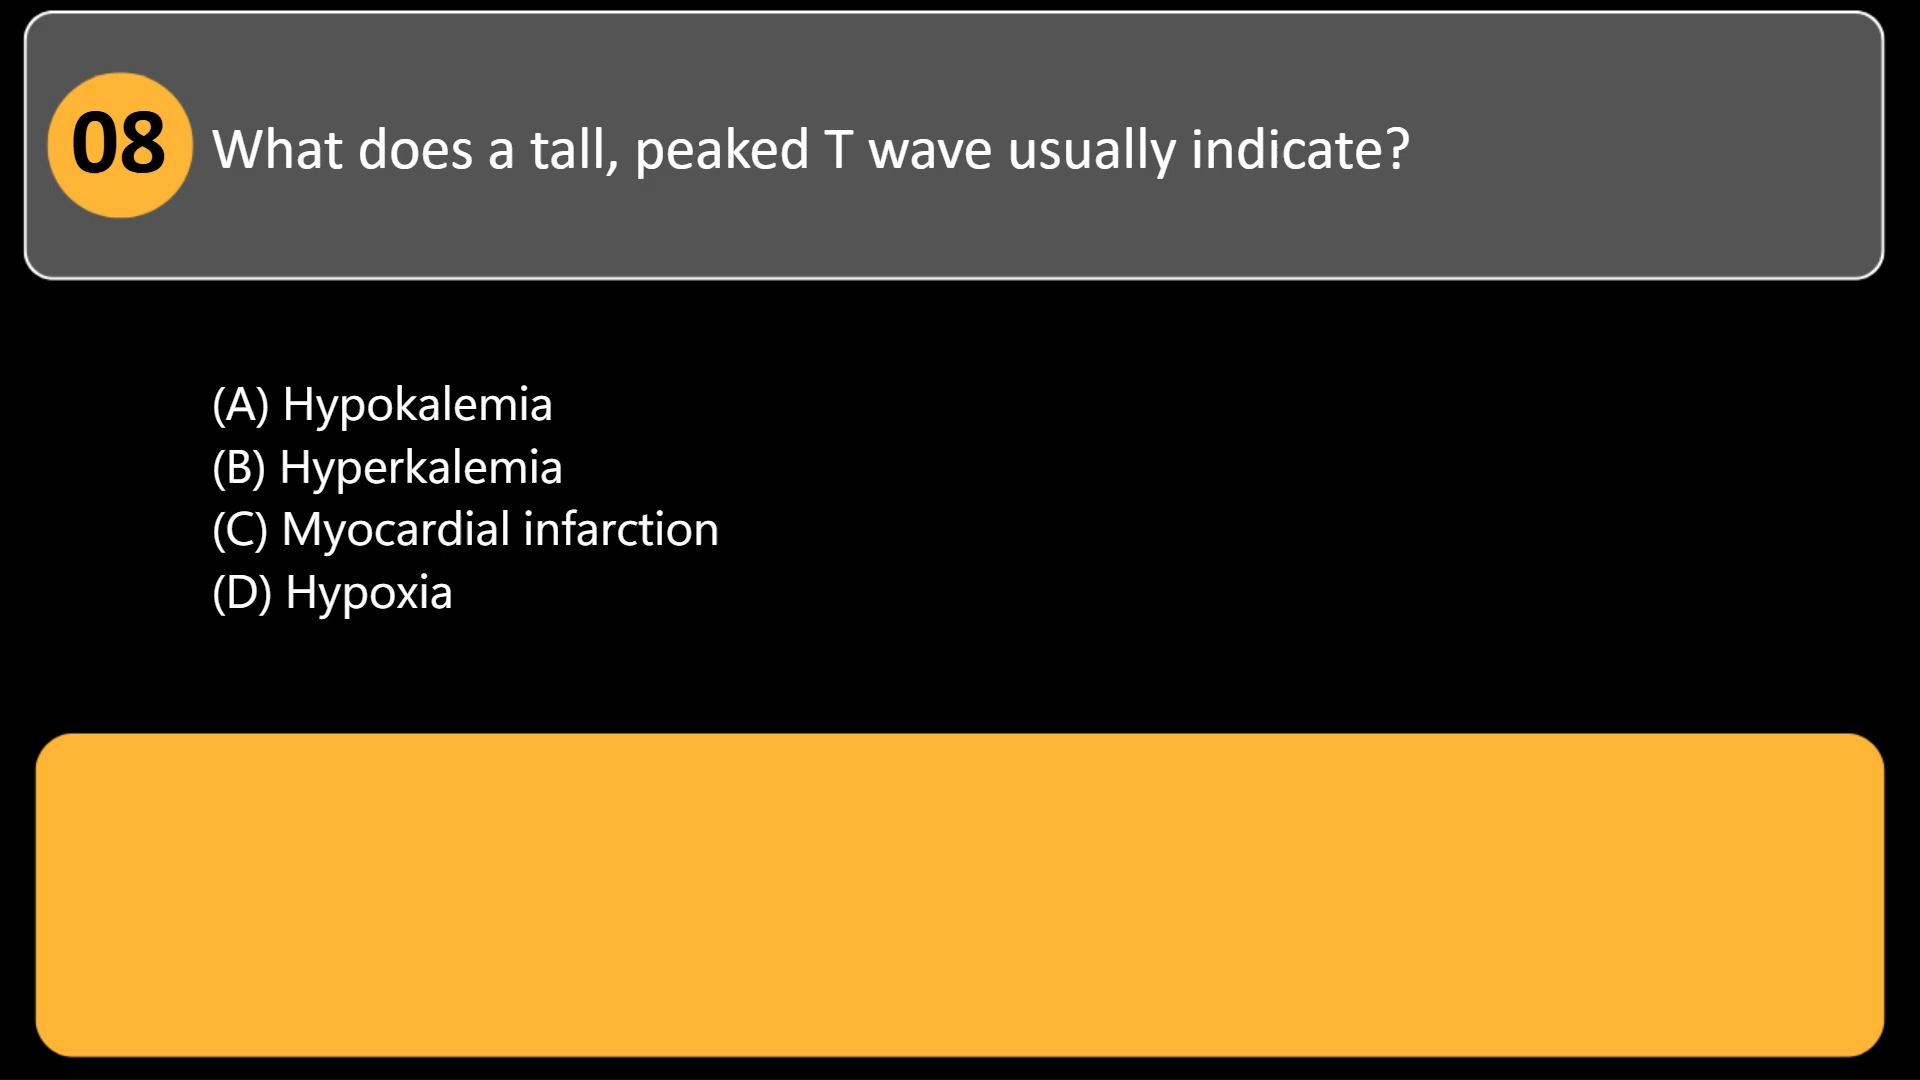 08 What does a tall, peaked T wave usually indicate?
(A) Hypokalemia
(B) Hyperkalemia
(C) Myocardial infarction
(D) Hypoxia